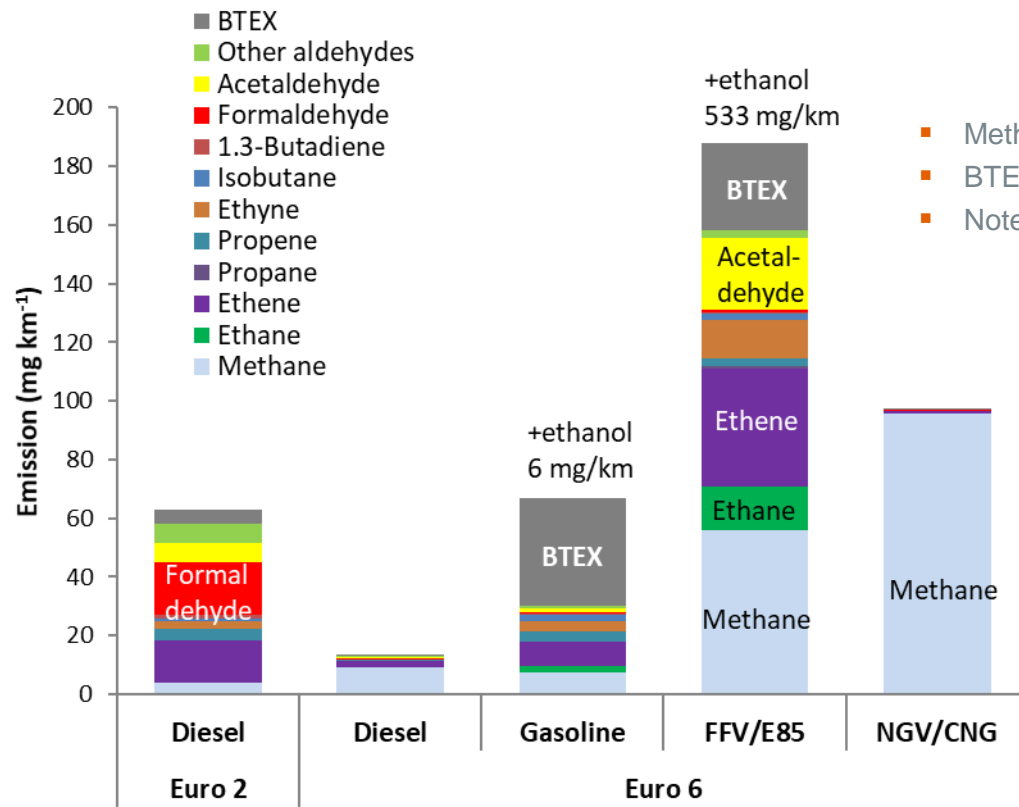 BTEX
Other aldehydes
Acetaldehyde
Formaldehyde
1.3-Butadiene
Isobutane
Ethyne
Propene
Propane
Ethene
Ethane
Methane
+ethanol
533 mg/km
+ethanol
6 mg/km
Emission (mg km⁻¹)
200
180
160
140
120
100
80
60
40
20
0
Formal
dehyde
BTEX
BTEX
Acetal-
dehyde
Ethene
Ethane
Methane
Methane
Diesel
Diesel
Gasoline
FFV/E85
NGV/CNG
Euro 2
Euro 6
Meth
BTE
Note